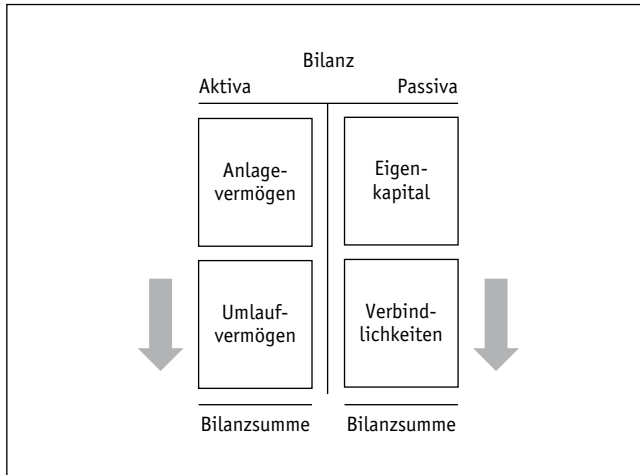 Bilanz
Aktiva Passiva
Anlage-
vermögen
Eigen-
kapital
Umlauf-
vermögen
Verbind-
lichkeiten
Bilanzsumme Bilanzsumme